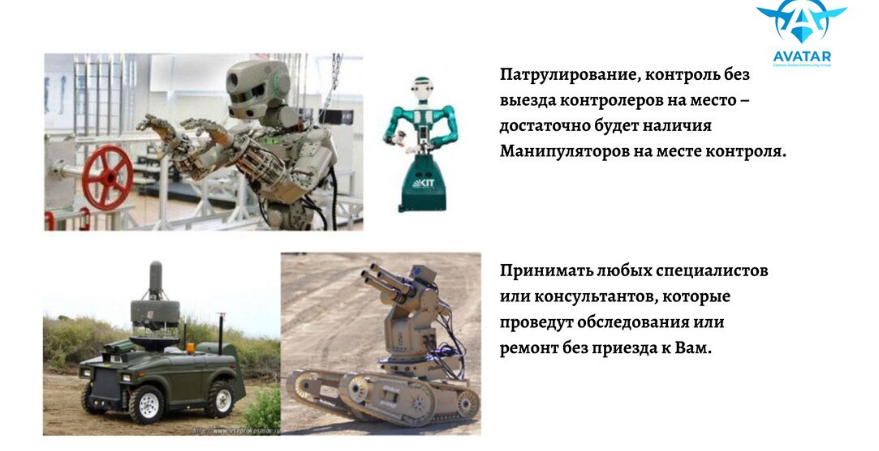 AVATAR
Патрулирование, контроль без
выезда контролеров на место –
достаточно будет наличия
Манипуляторов на месте контроля.
KIT
Принимать любых специалистов
или консультантов, которые
проведут обследования или
ремонт без приезда к Вам.